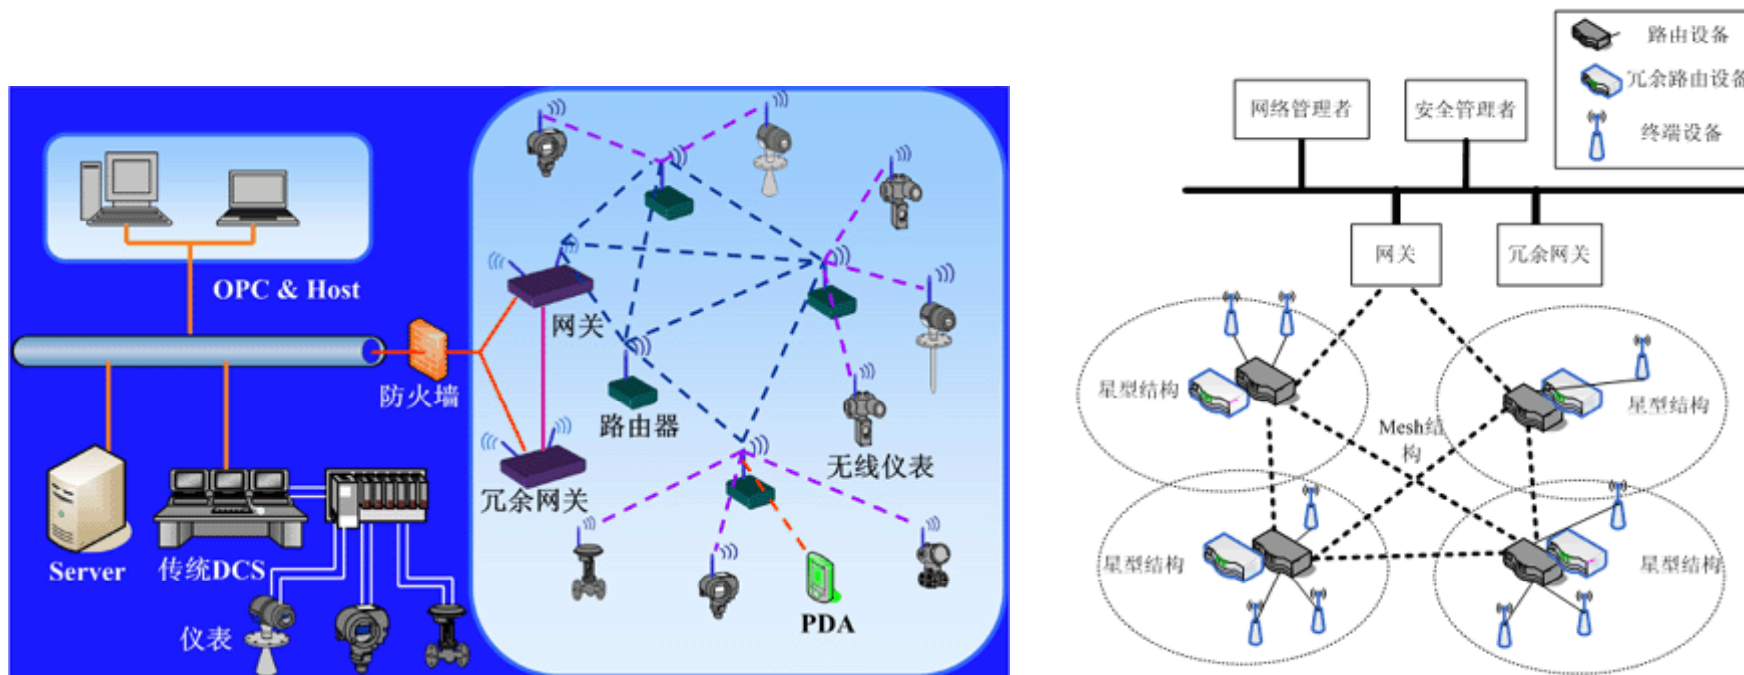 OPC & Host
网关
防火墙
路由器
无线仪表
冗余网关
Server
传统DCS
仪表
PDA
路由设备
冗余路由设备
终端设备
网络管理者
安全管理者
网关
冗余网关
星型结构
星型结构
Mesh结
构
星型结构
星型结构